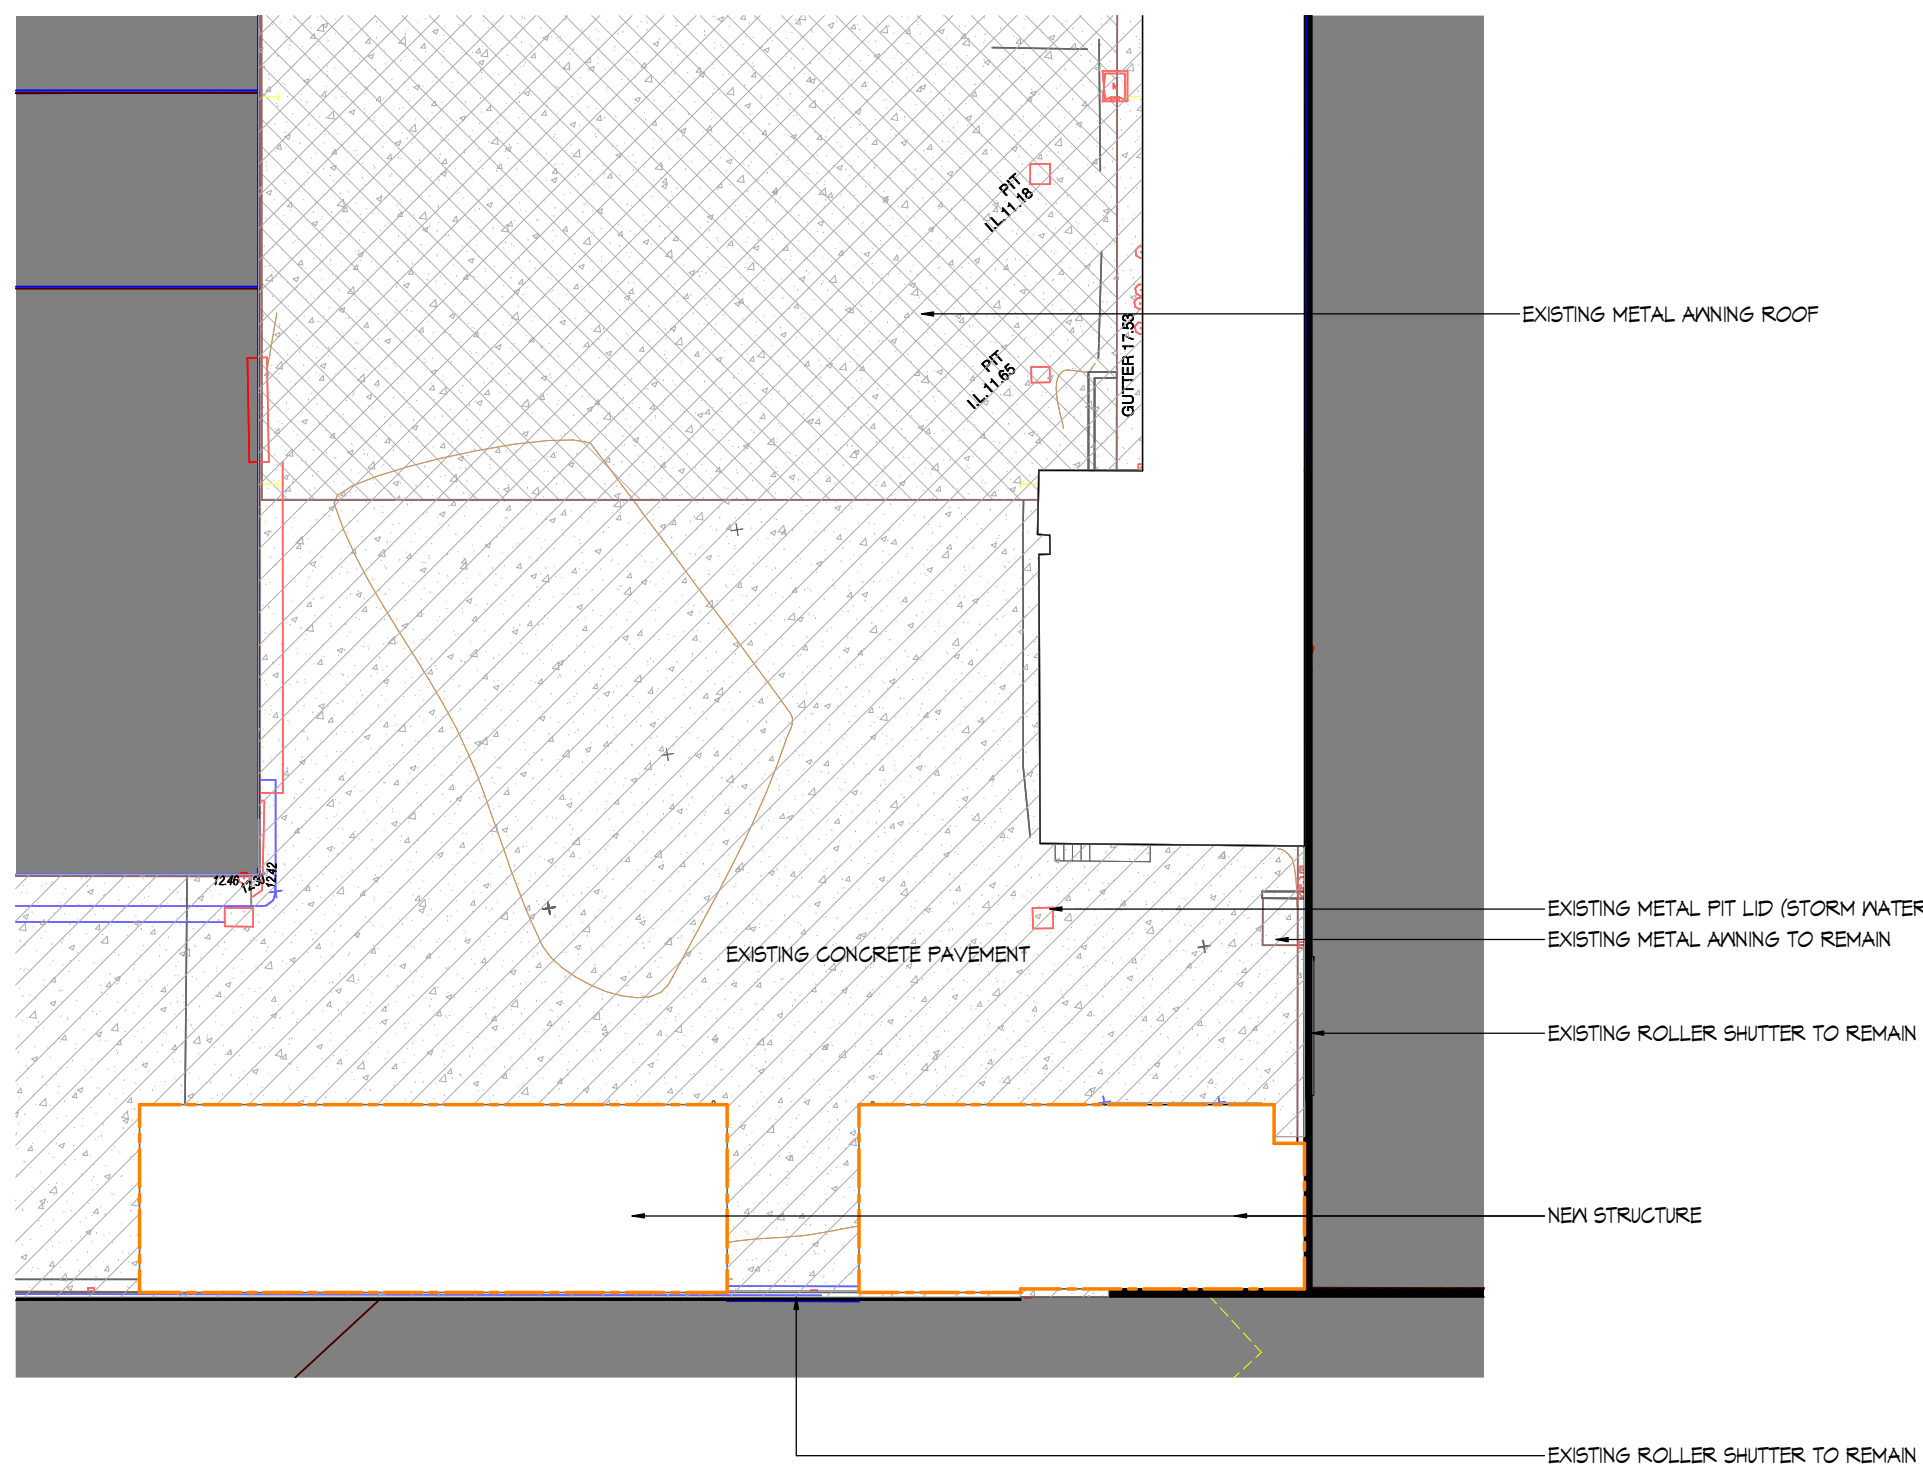 PIT
I.L.11.18
EXISTING METAL AWNING ROOF
GUTTER 17.53
PIT
I.L.11.65
12.46
12.42
EXISTING METAL PIT LID (STORM WATER
EXISTING METAL AWNING TO REMAIN
EXISTING CONCRETE PAVEMENT
EXISTING ROLLER SHUTTER TO REMAIN
NEW STRUCTURE
EXISTING ROLLER SHUTTER TO REMAIN